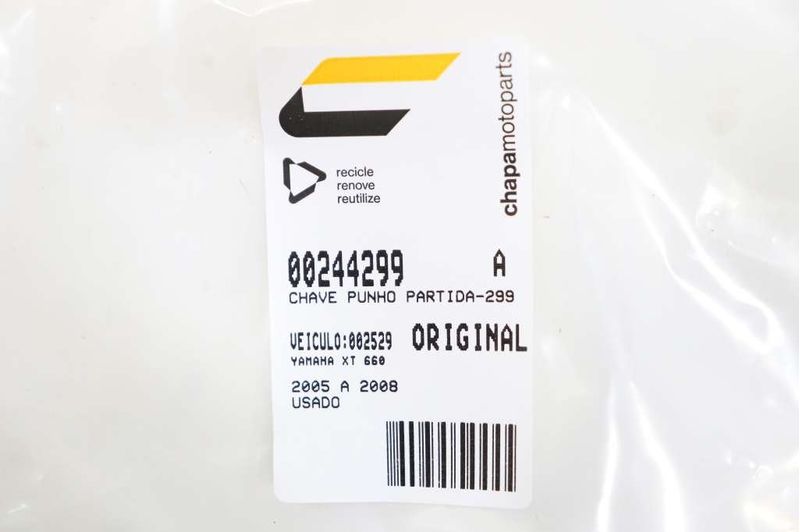 chapamotoparts
recicle
renove
reutilize
00244299 A
CHAVE PUNHO PARTIDA-299
VEICULO:002529 ORIGINAL
YAMAHA XT 660
2005 A 2008
USADO